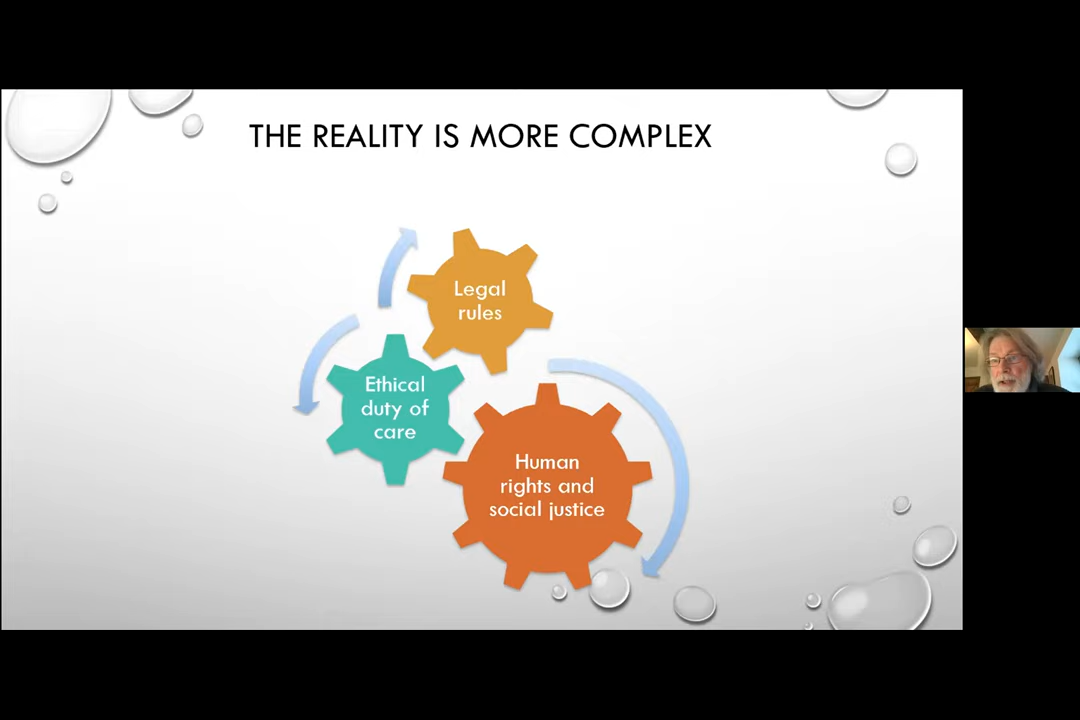 THE REALITY IS MORE COMPLEX
Legal
rules
Ethical
duty of
care
Human
rights and
social justice